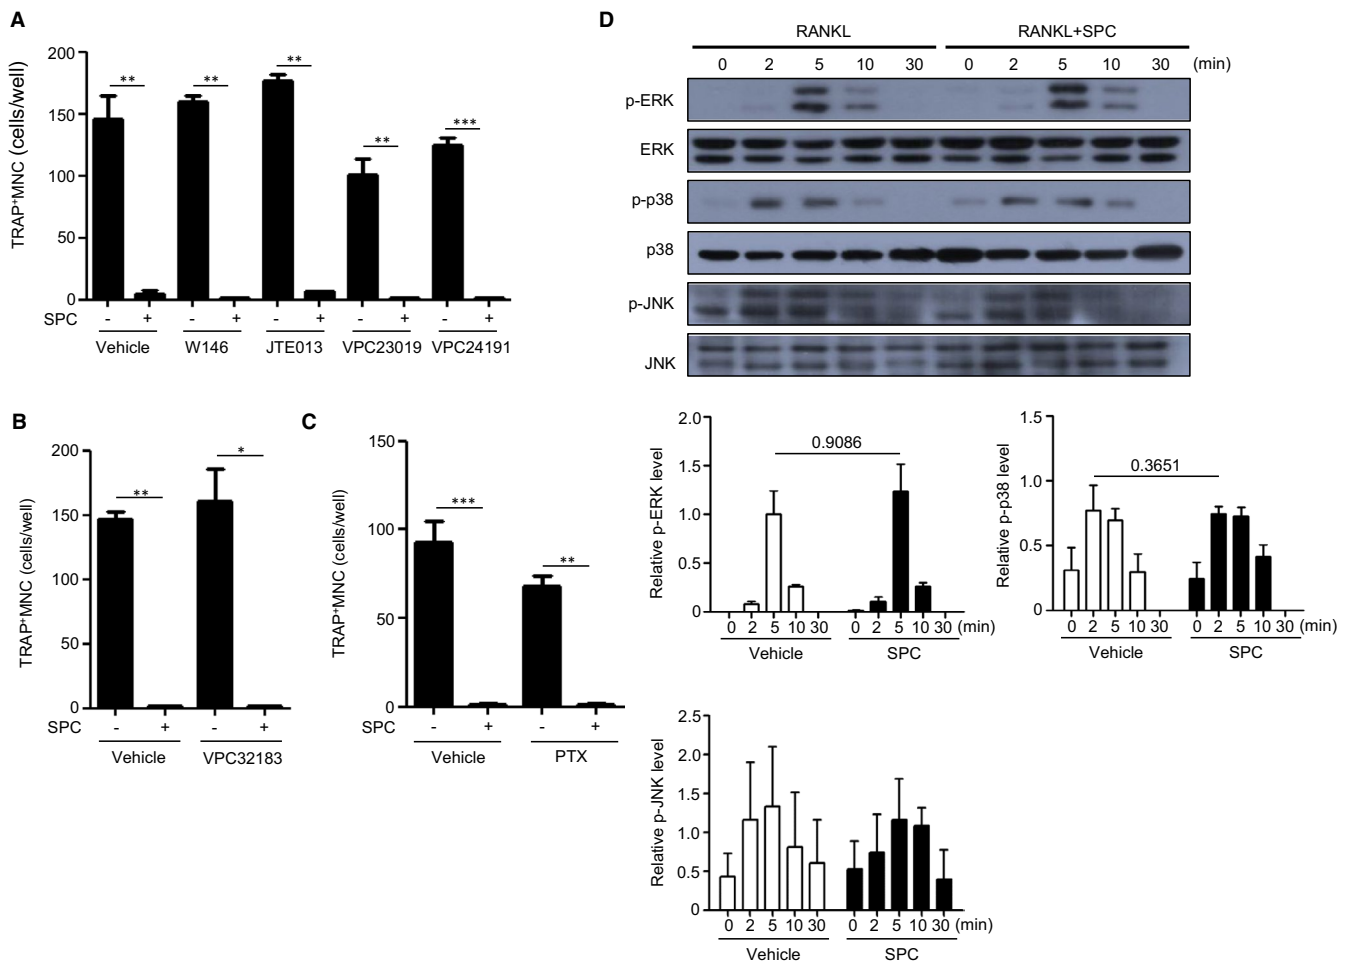 A
TRAP⁺MNC (cells/well)
200
150
100
50
0
** ** ** ** ***
SPC - + - + - + - + - +
Vehicle W146 JTE013 VPC23019 VPC24191
B
TRAP⁺MNC (cells/well)
200
150
100
50
0
** *
SPC - + - +
Vehicle VPC32183
C
TRAP⁺MNC (cells/well)
150
100
50
0
*** **
SPC - + - +
Vehicle PTX
D
RANKL RANKL+SPC
0 2 5 10 30 0 2 5 10 30 (min)
p-ERK
ERK
p-p38
p38
p-JNK
JNK
Relative p-ERK level
2.0
1.5
1.0
0.5
0
0.9086
0 2 5 10 30 0 2 5 10 30 (min)
Vehicle SPC
Relative p-p38 level
1.5
1.0
0.5
0
0.3651
0 2 5 10 30 0 2 5 10 30 (min)
Vehicle SPC
Relative p-JNK level
2.5
2.0
1.5
1.0
0.5
0
0 2 5 10 30 0 2 5 10 30 (min)
Vehicle SPC